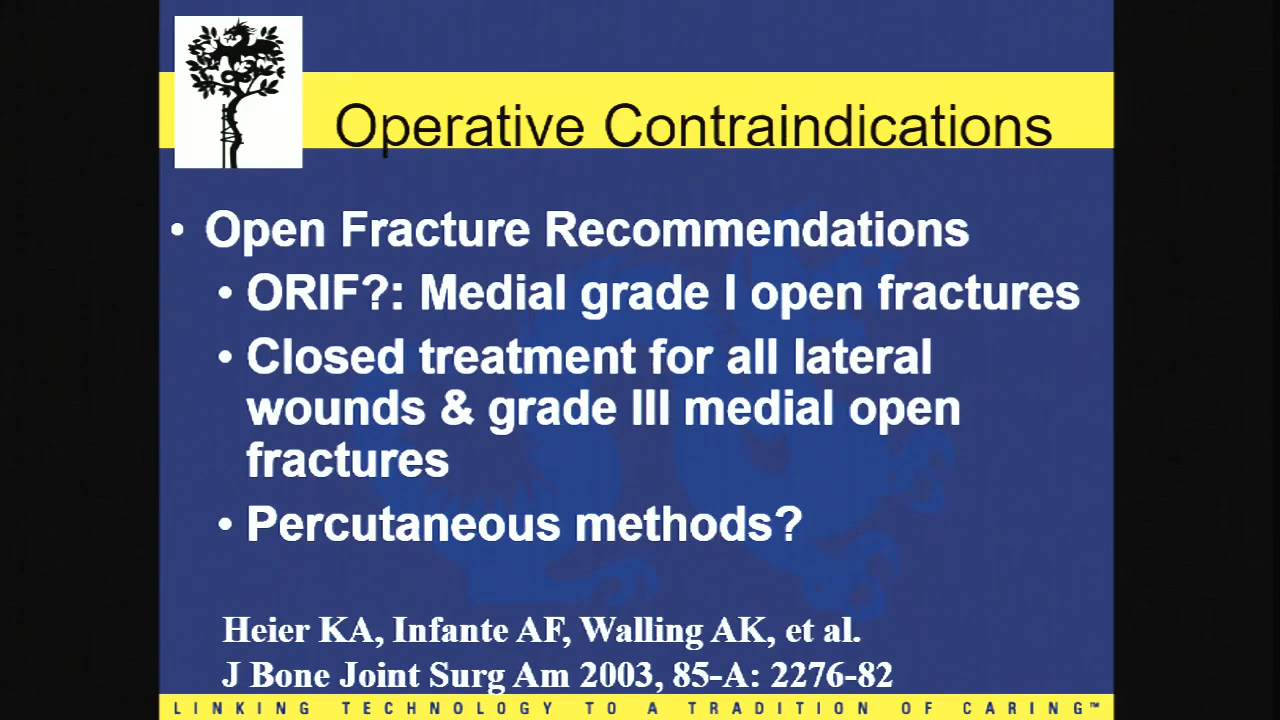 Operative Contraindications
• Open Fracture Recommendations
• ORIF?: Medial grade I open fractures
• Closed treatment for all lateral
wounds & grade III medial open
fractures
• Percutaneous methods?
Heier KA, Infante AF, Walling AK, et al.
J Bone Joint Surg Am 2003, 85-A: 2276-82
LINKING TECHNOLOGY TO A TRADITION OF CARING™